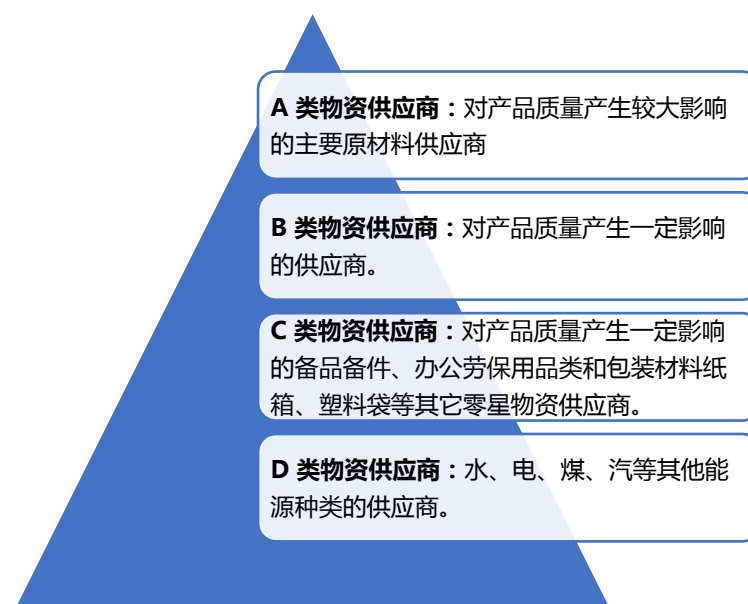 A 类物资供应商：对产品质量产生较大影响
的主要原材料供应商
B 类物资供应商：对产品质量产生一定影响
的供应商。
C 类物资供应商：对产品质量产生一定影响
的备品备件、办公劳保用品类和包装材料纸
箱、塑料袋等其它零星物资供应商。
D 类物资供应商：水、电、煤、汽等其他能
源种类的供应商。